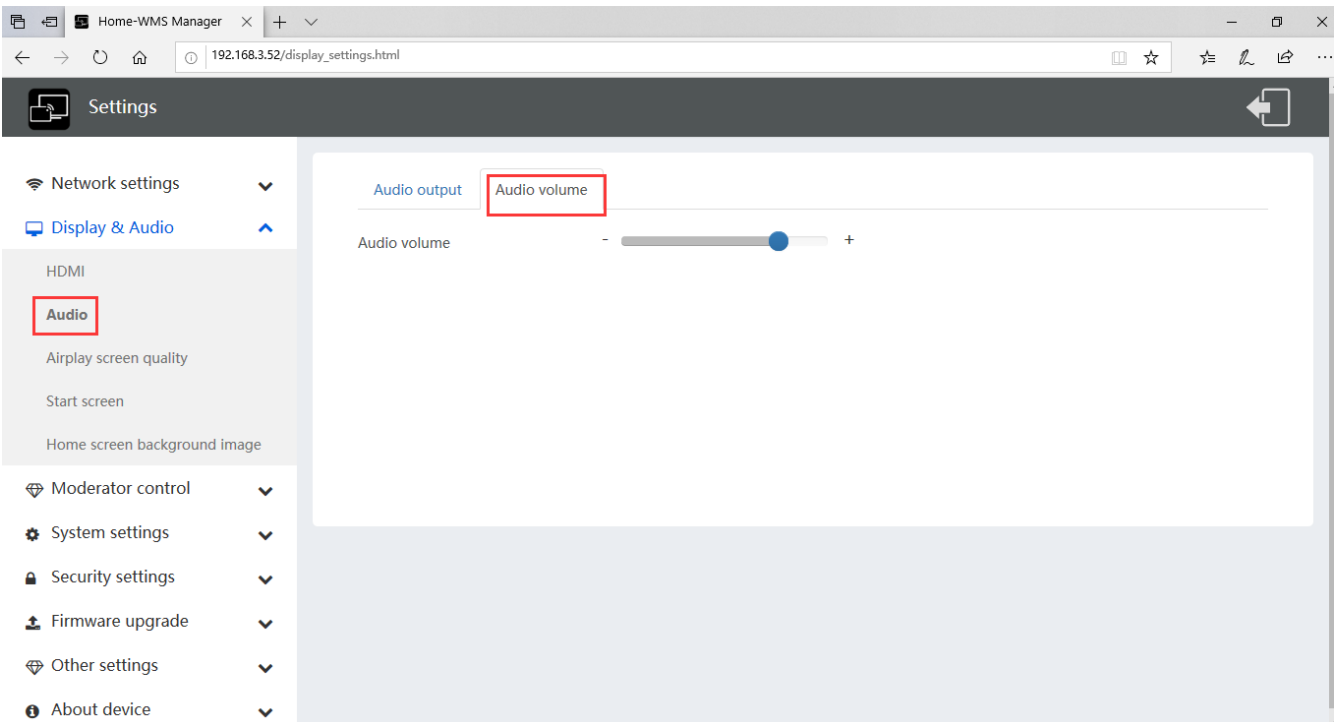 Home-WMS Manager
192.168.3.52/display_settings.html
Settings
Network settings
Display & Audio
HDMI
Audio
Airplay screen quality
Start screen
Home screen background image
Moderator control
System settings
Security settings
Firmware upgrade
Other settings
About device
Audio output Audio volume
Audio volume - +